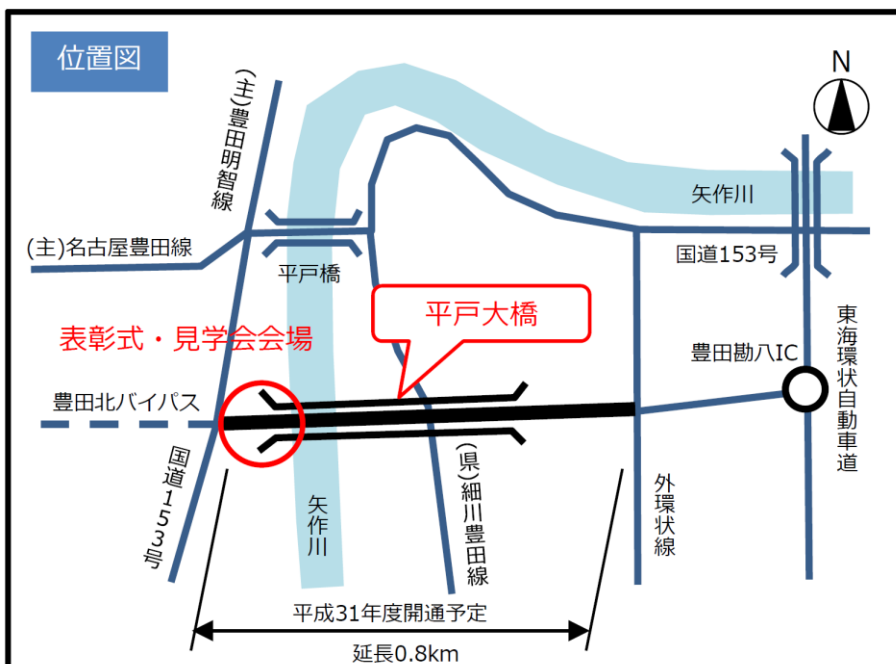 位置図
N
(主)豊田明智線
矢作川
(主)名古屋豊田線
平戸橋
国道153号
平戸大橋
表彰式・見学会会場
豊田勘八IC
東海環状自動車道
豊田北バイパス
国道153号
矢作川
(県)細川豊田線
外環状線
平成31年度開通予定
延長0.8km